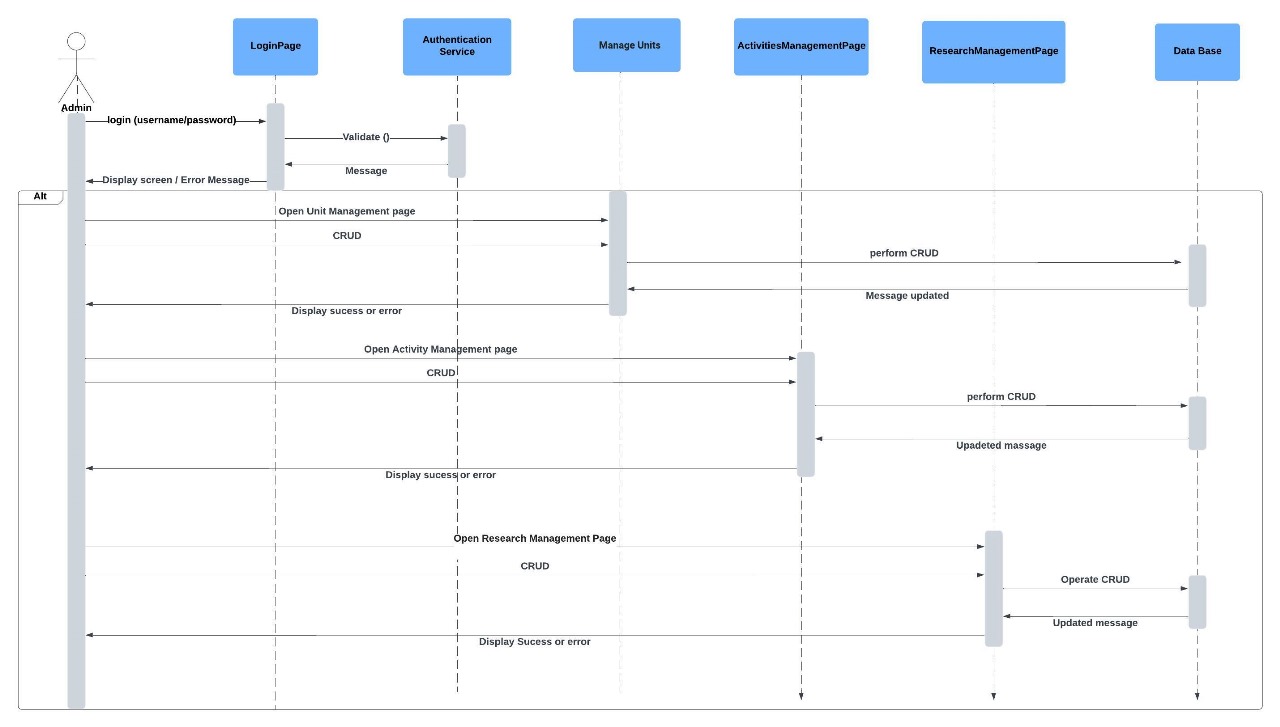 LoginPage
Authentication
Service
Manage Units
ActivitiesManagementPage
ResearchManagementPage
Data Base
Admin
login (username/password)
Validate ()
Message
Display screen / Error Message
Alt
Open Unit Management page
CRUD
perform CRUD
Message updated
Display sucess or error
Open Activity Management page
CRUD
perform CRUD
Upadeted massage
Display sucess or error
Open Research Management Page
CRUD
Operate CRUD
Updated message
Display Sucess or error